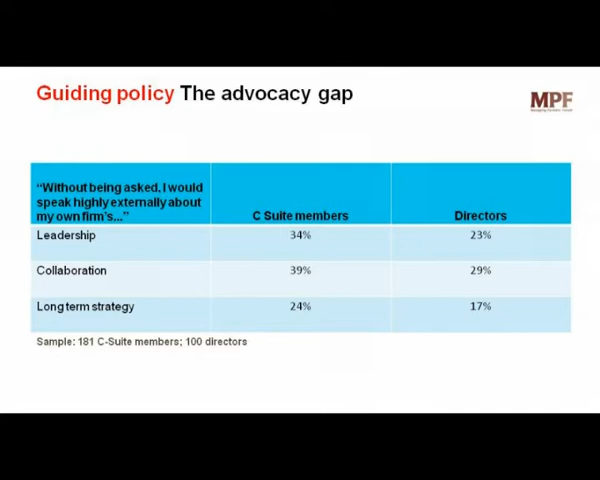 Guiding policy The advocacy gap
MPF
“Without being asked, I would
speak highly externally about
my own firm's...”
C Suite members
Directors
Leadership
34%
23%
Collaboration
39%
29%
Long term strategy
24%
17%
Sample: 181 C-Suite members; 100 directors